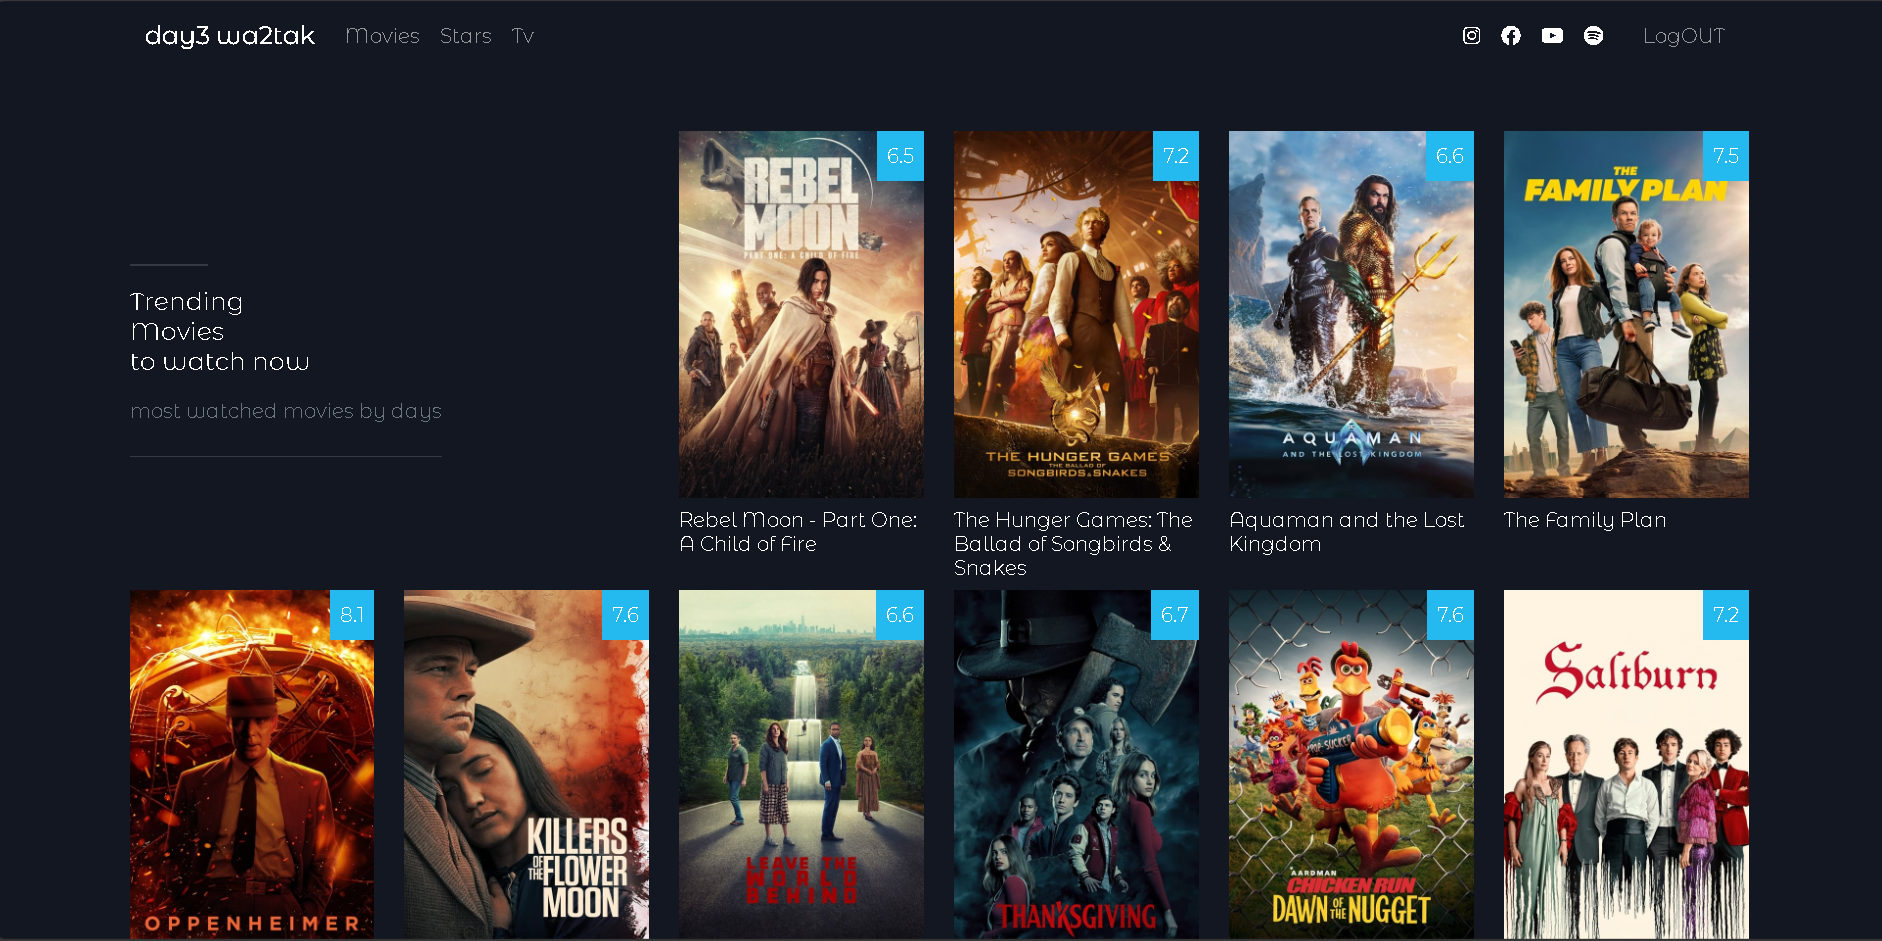 day3 wa2tak Movies Stars Tv LogOUT
Trending
Movies
to watch now
most watched movies by days
6.5
REBEL
MOON
PART ONE: A CHILD OF FIRE
Rebel Moon - Part One:
A Child of Fire
7.2
THE HUNGER GAMES
THE BALLAD OF
SONGBIRDS & SNAKES
The Hunger Games: The
Ballad of Songbirds &
Snakes
6.6
AQUAMAN
AND THE LOST KINGDOM
Aquaman and the Lost
Kingdom
7.5
THE
FAMILY PLAN
The Family Plan
8.1
OPPENHEIMER
7.6
KILLERS
OF THE FLOWER
MOON
6.6
LEAVE THE
WORLD
BEHIND
6.7
THANKSGIVING
7.6
POP-SUCKER
AARDMAN
CHICKEN RUN
DAWN OF THE NUGGET
7.2
Saltburn